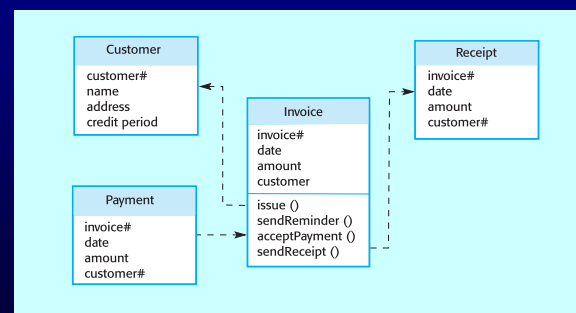 Customer
customer#
name
address
credit period
Receipt
invoice#
date
amount
customer#
Invoice
invoice#
date
amount
customer
issue ()
sendReminder ()
acceptPayment ()
sendReceipt ()
Payment
invoice#
date
amount
customer#